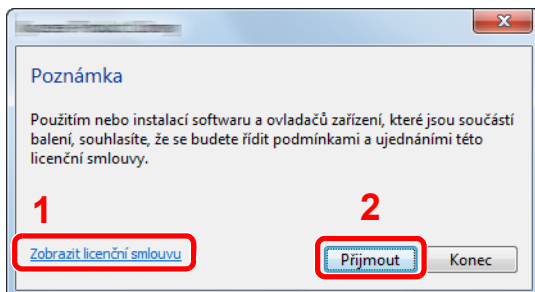 Poznámka
Použitím nebo instalací softwaru a ovladačů zařízení, které jsou součástí
balení, souhlasíte, že se budete řídit podmínkami a ujednáními této
licenční smlouvy.
1
2
Zobrazit licenční smlouvu
Přijmout
Konec